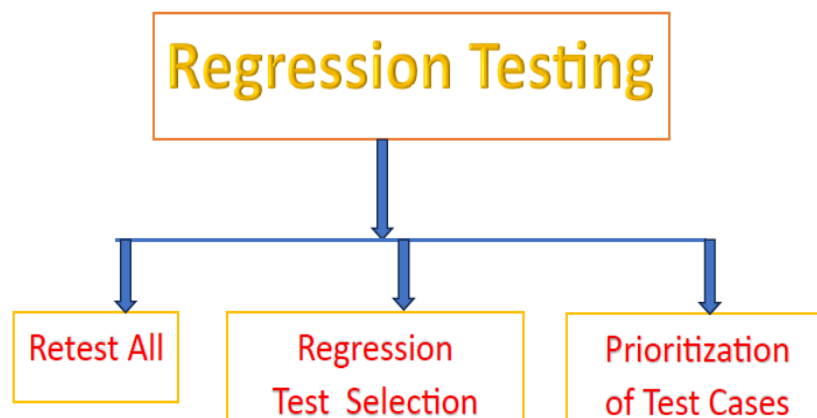 Regression Testing
Retest All
Regression
Test Selection
Prioritization
of Test Cases